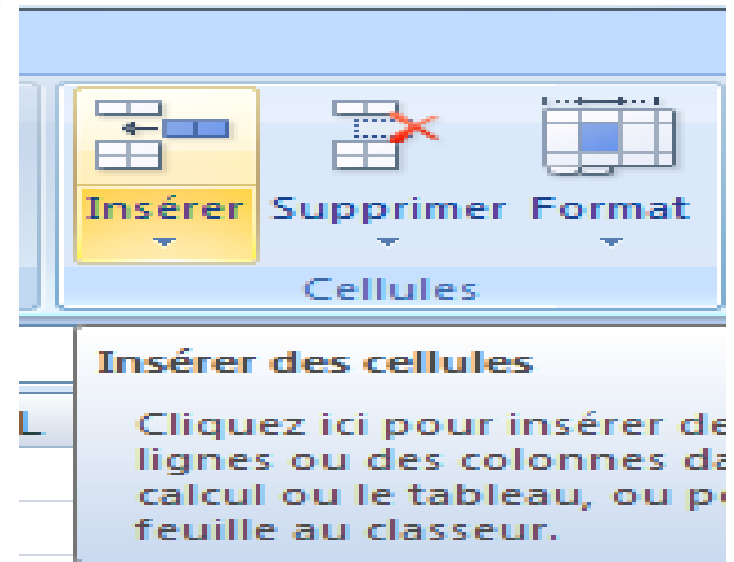 Insérer Supprimer Format
Cellules
Insérer des cellules
L
Cliquez ici pour insérer de
lignes ou des colonnes da
calcul ou le tableau, ou p
feuille au classeur.